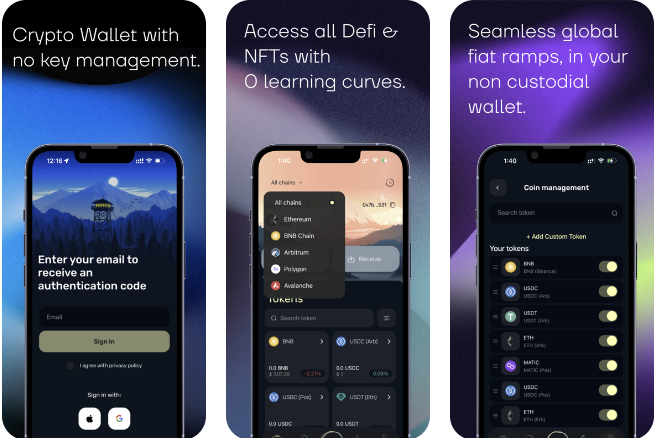 Crypto Wallet with
no key management.
12:16
Enter your email to
receive an
authentication code
Email
Sign In
I agree with privacy policy
Sign in with:
Access all Defi &
NFTs with
0 learning curves.
1:40
All chains
All chains
Ethereum
BNB Chain
Arbitrum
Polygon
Avalanche
0x7b...531
Receive
Tokens
Search token
BNB
0.0 BNB
$ 207.38
-2.21%
USDC (Arb)
0.0 USDC
$ 1
0.09%
USDC (Pos)
0.0 USDC
USDT (Eth)
0.0 USDT
Seamless global
fiat ramps, in your
non custodial
wallet.
1:40
Coin management
Search token
+ Add Custom Token
Your tokens
BNB
BNB (Binance)
USDC
USDC (Arb)
USDT
USDT (Arb)
ETH
ETH (Arb)
MATIC
MATIC (Pos)
USDC
USDC (Pos)
ETH
ETH (Eth)